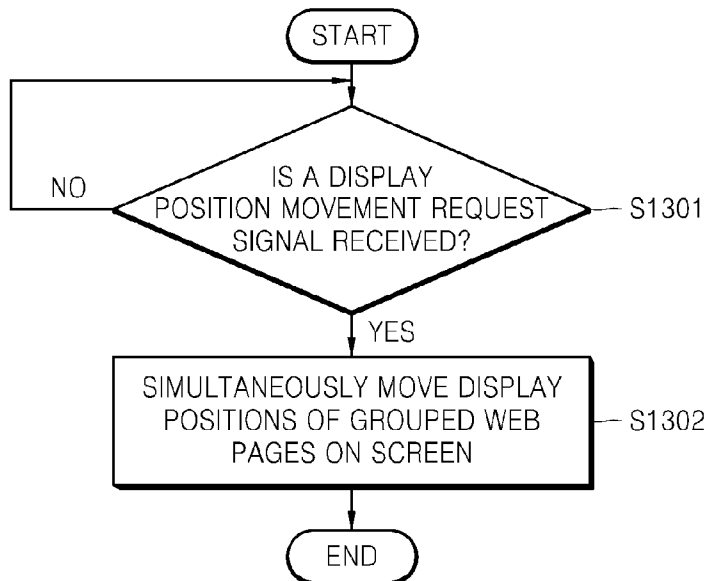 START
IS A DISPLAY
POSITION MOVEMENT REQUEST
SIGNAL RECEIVED?
S1301
NO
YES
SIMULTANEOUSLY MOVE DISPLAY
POSITIONS OF GROUPED WEB
PAGES ON SCREEN
S1302
END